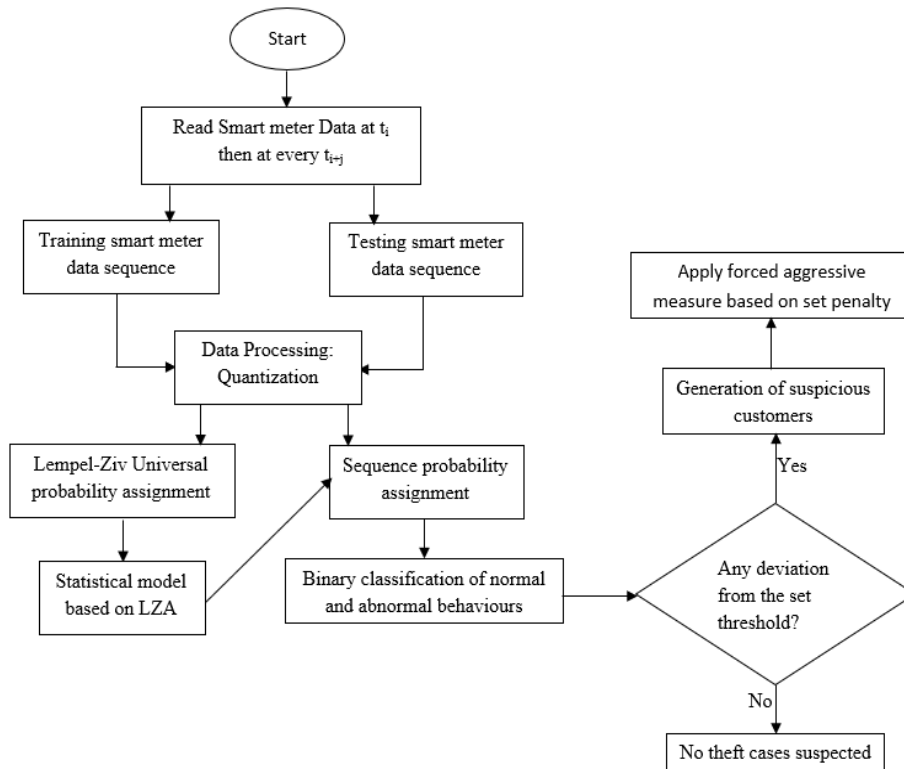 Start
Read Smart meter Data at tᵢ
then at every tᵢ₊ⱼ
Training smart meter
data sequence
Testing smart meter
data sequence
Data Processing:
Quantization
Lempel-Ziv Universal
probability assignment
Sequence probability
assignment
Statistical model
based on LZA
Binary classification of normal
and abnormal behaviours
Any deviation
from the set
threshold?
Yes
Generation of suspicious
customers
Apply forced aggressive
measure based on set penalty
No
No theft cases suspected